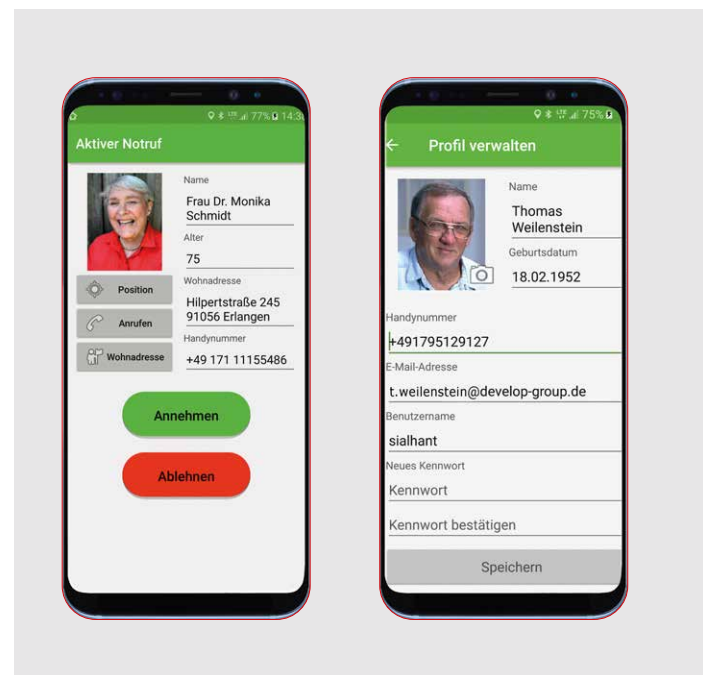 77% 14:3
Aktiver Notruf
Name
Frau Dr. Monika
Schmidt
Alter
75
Position
Anrufen
Wohnadresse
Wohnadresse
Hilpertstraße 245
91056 Erlangen
Handynummer
+49 171 11155486
Annehmen
Ablehnen
LTE 75%
Profil verwalten
Name
Thomas
Weilenstein
Geburtsdatum
18.02.1952
Handynummer
+491795129127
E-Mail-Adresse
t.weilenstein@develop-group.de
Benutzername
sialhant
Neues Kennwort
Kennwort
Kennwort bestätigen
Speichern